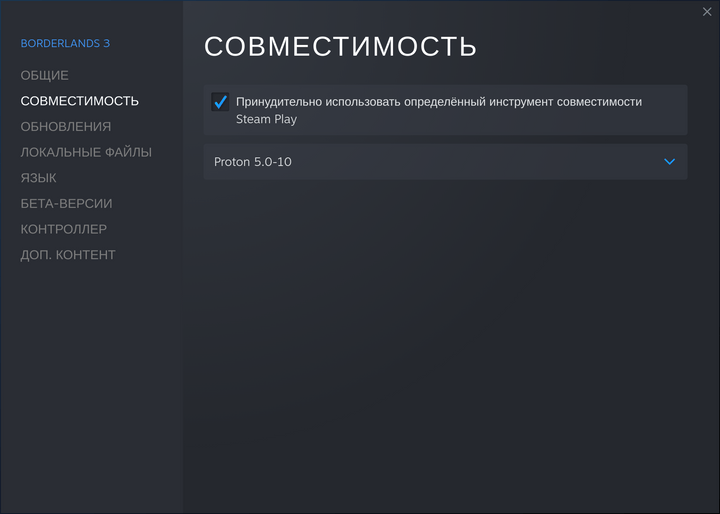 BORDERLANDS 3
ОБЩИЕ
СОВМЕСТИМОСТЬ
ОБНОВЛЕНИЯ
ЛОКАЛЬНЫЕ ФАЙЛЫ
ЯЗЫК
БЕТА-ВЕРСИИ
КОНТРОЛЛЕР
ДОП. КОНТЕНТ
СОВМЕСТИМОСТЬ
Принудительно использовать определённый инструмент совместимости
Steam Play
Proton 5.0-10